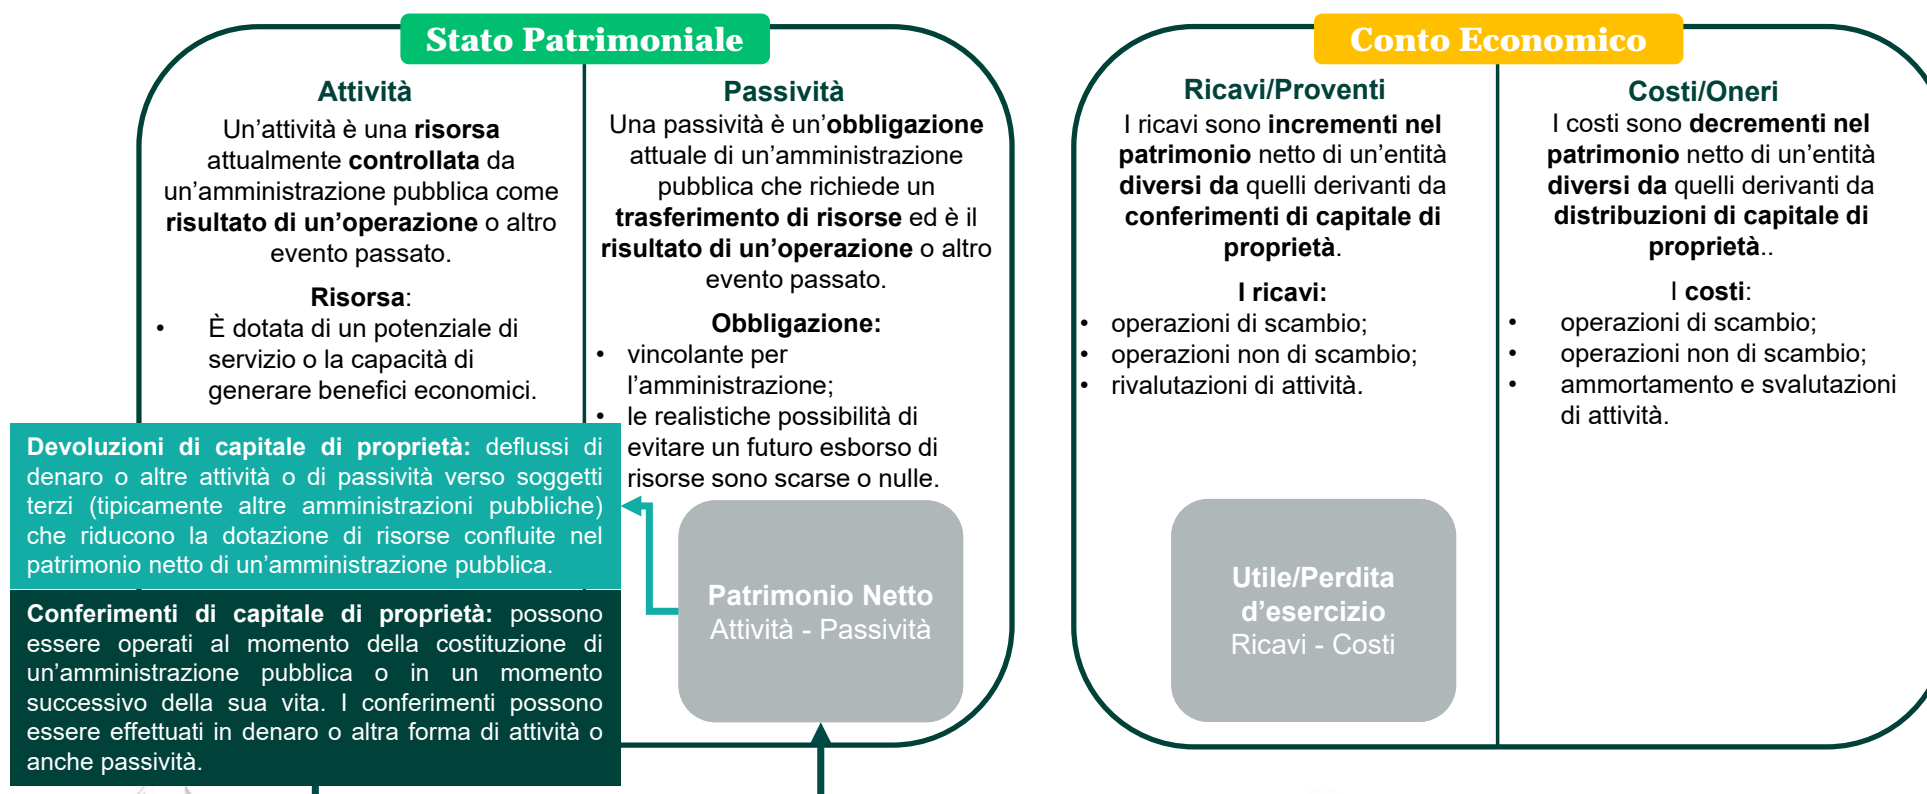 Stato Patrimoniale
Attività
Un’attività è una risorsa
attualmente controllata da
un’amministrazione pubblica come
risultato di un’operazione o altro
evento passato.
Risorsa:
• È dotata di un potenziale di
servizio o la capacità di
generare benefici economici.
Passività
Una passività è un’obbligazione
attuale di un’amministrazione
pubblica che richiede un
trasferimento di risorse ed è il
risultato di un’operazione o altro
evento passato.
Obbligazione:
• vincolante per
l’amministrazione;
• le realistiche possibilità di
evitare un futuro esborso di
risorse sono scarse o nulle.
Devoluzioni di capitale di proprietà: deflussi di
denaro o altre attività o di passività verso soggetti
terzi (tipicamente altre amministrazioni pubbliche)
che riducono la dotazione di risorse confluite nel
patrimonio netto di un’amministrazione pubblica.
Conferimenti di capitale di proprietà: possono
essere operati al momento della costituzione di
un’amministrazione pubblica o in un momento
successivo della sua vita. I conferimenti possono
essere effettuati in denaro o altra forma di attività o
anche passività.
Patrimonio Netto
Attività - Passività
Conto Economico
Ricavi/Proventi
I ricavi sono incrementi nel
patrimonio netto di un’entità
diversi da quelli derivanti da
conferimenti di capitale di
proprietà.
I ricavi:
• operazioni di scambio;
• operazioni non di scambio;
• rivalutazioni di attività.
Utile/Perdita
d’esercizio
Ricavi - Costi
Costi/Oneri
I costi sono decrementi nel
patrimonio netto di un’entità
diversi da quelli derivanti da
distribuzioni di capitale di
proprietà..
I costi:
• operazioni di scambio;
• operazioni non di scambio;
• ammortamento e svalutazioni
di attività.